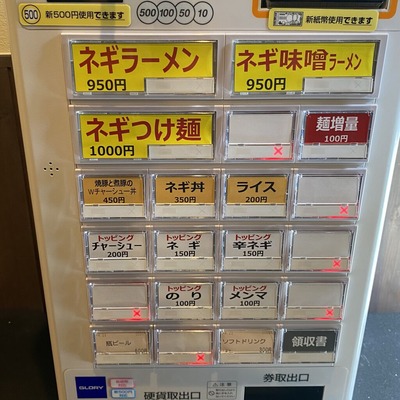 500 新500円使用できます
500 100 50 10
新紙幣使用できます
ネギラーメン
950円
ネギ味噌ラーメン
950円
ネギつけ麺
1000円
麺増量
100円
焼豚と煮豚の
Wチャーシュー丼
450円
ネギ丼
350円
ライス
200円
トッピング
チャーシュー
200円
トッピング
ネギ
150円
トッピング
辛ネギ
150円
トッピング
のり
100円
トッピング
メンマ
100円
瓶ビール
ソフトドリンク
領収書
GLORY
硬貨取出口
券取出口